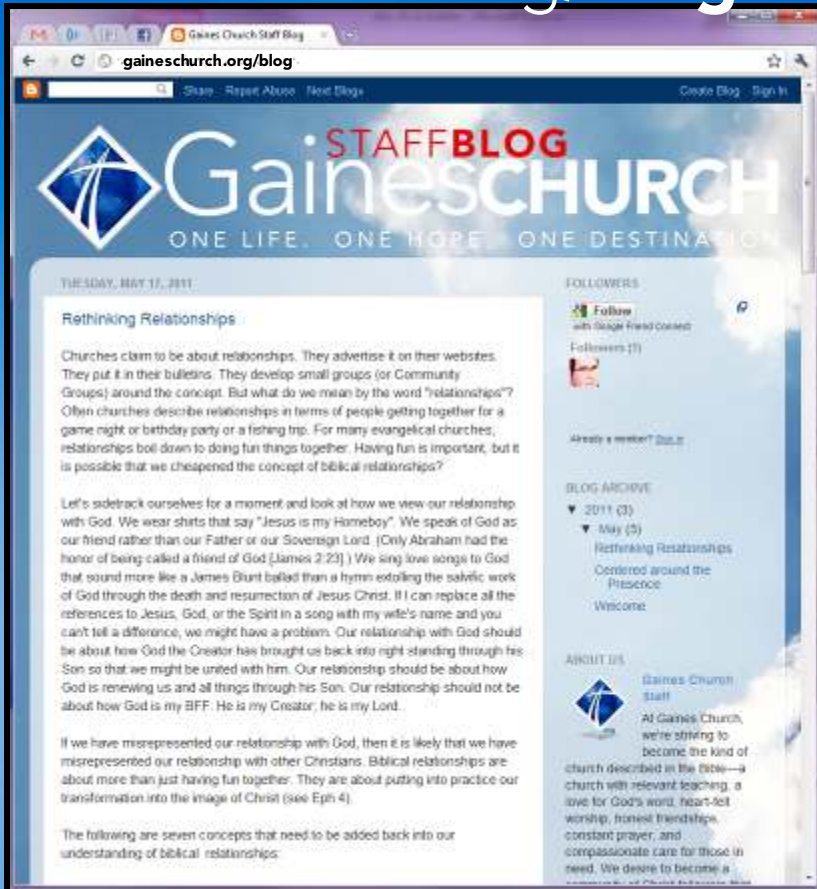 Gaines Church Staff Blog
gaineschurch.org/blog
Share Report Abuse Next Blog»
Create Blog Sign In
STAFFBLOG
GainesCHURCH
ONE LIFE. ONE HOPE. ONE DESTINATION
TUESDAY, MAY 17, 2011
Rethinking Relationships
Churches claim to be about relationships. They advertise it on their websites.
They put it in their bulletins. They develop small groups (or Community
Groups) around the concept. But what do we mean by the word "relationships"?
Often churches describe relationships in terms of people getting together for a
game night or birthday party or a fishing trip. For many evangelical churches,
relationships boil down to doing fun things together. Having fun is important, but it
is possible that we cheapened the concept of biblical relationships?
Let's sidetrack ourselves for a moment and look at how we view our relationship
with God. We wear shirts that say "Jesus is my Homeboy". We speak of God as
our friend rather than our Father or our Sovereign Lord. (Only Abraham had the
honor of being called a friend of God [James 2:23].) We sing love songs to God
that sound more like a James Blunt ballad than a hymn extolling the salvific work
of God through the death and resurrection of Jesus Christ. If I can replace all the
references to Jesus, God, or the Spirit in a song with my wife's name and you
can't tell a difference, we might have a problem. Our relationship with God should
be about how God the Creator has brought us back into right standing through his
Son so that we might be united with him. Our relationship should be about how
God is renewing us and all things through his Son. Our relationship should not be
about how God is my BFF. He is my Creator; he is my Lord.
If we have misrepresented our relationship with God, then it is likely that we have
misrepresented our relationship with other Christians. Biblical relationships are
about more than just having fun together. They are about putting into practice our
transformation into the image of Christ (see Eph 4).
The following are seven concepts that need to be added back into our
understanding of biblical relationships:
FOLLOWERS
Follow
with Google Friend Connect
Followers (1)
Already a member? Sign in
BLOG ARCHIVE
▼ 2011 (3)
▼ May (3)
Rethinking Relationships
Centered around the
Presence
Welcome
ABOUT US
Gaines Church
Staff
At Gaines Church,
we're striving to
become the kind of
church described in the Bible—a
church with relevant teaching, a
love for God's word, heart-felt
worship, honest friendships,
constant prayer, and
compassionate care for those in
need. We desire to become a